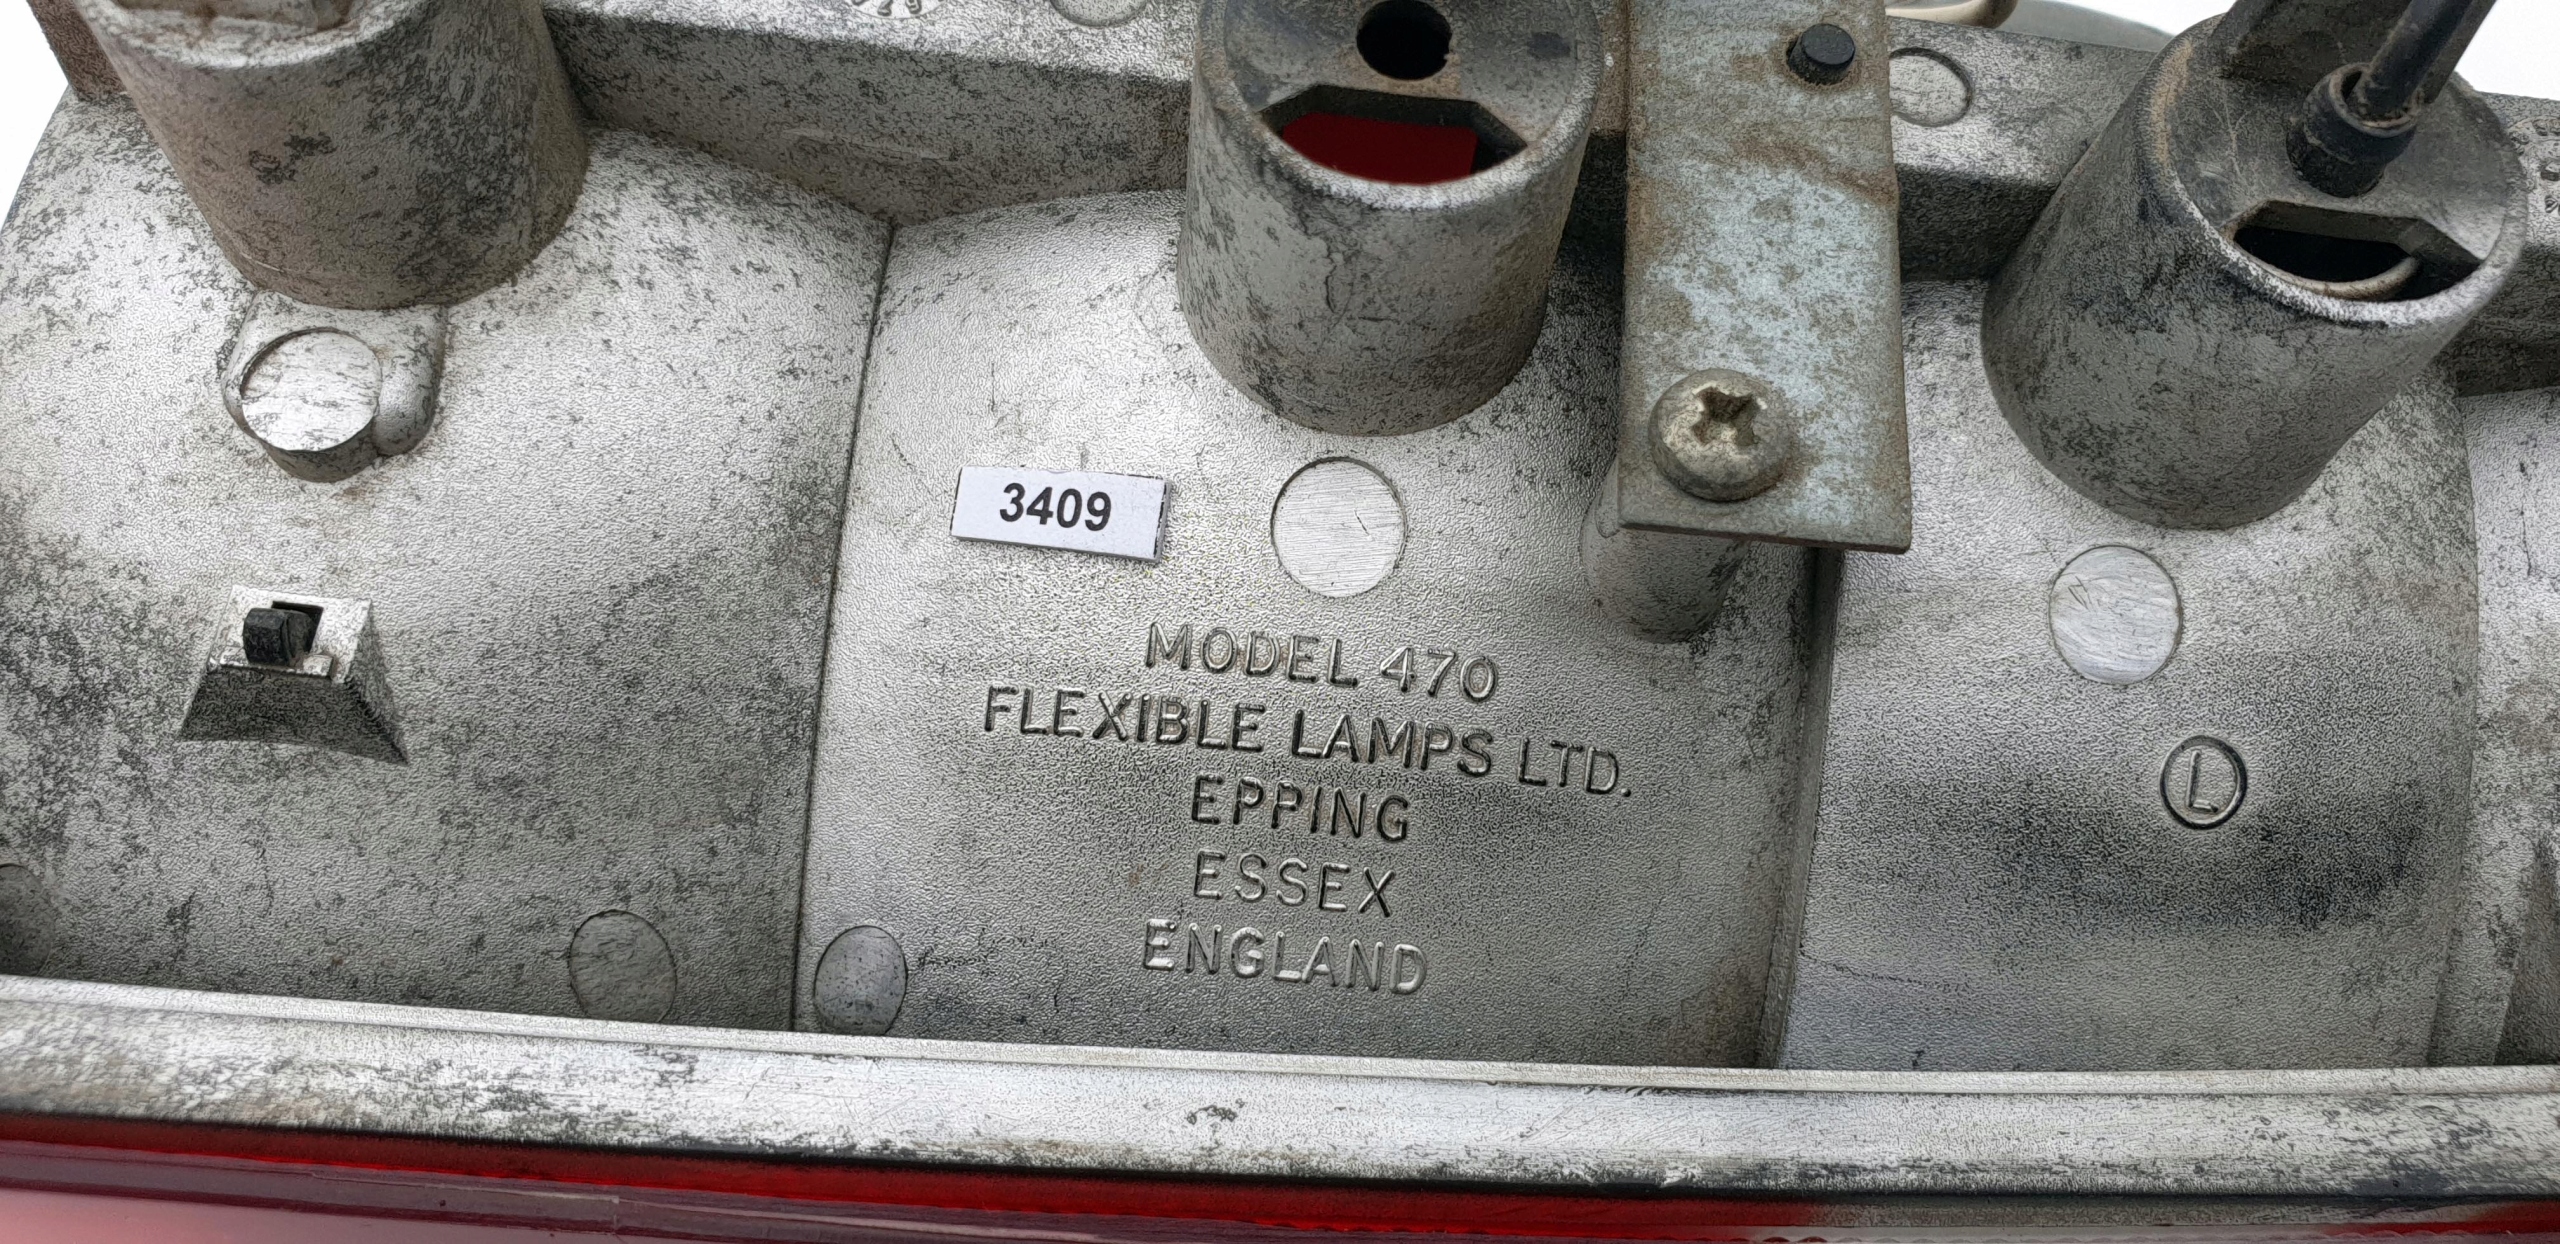 3409
MODEL 470
FLEXIBLE LAMPS LTD.
EPPING
ESSEX
ENGLAND
L